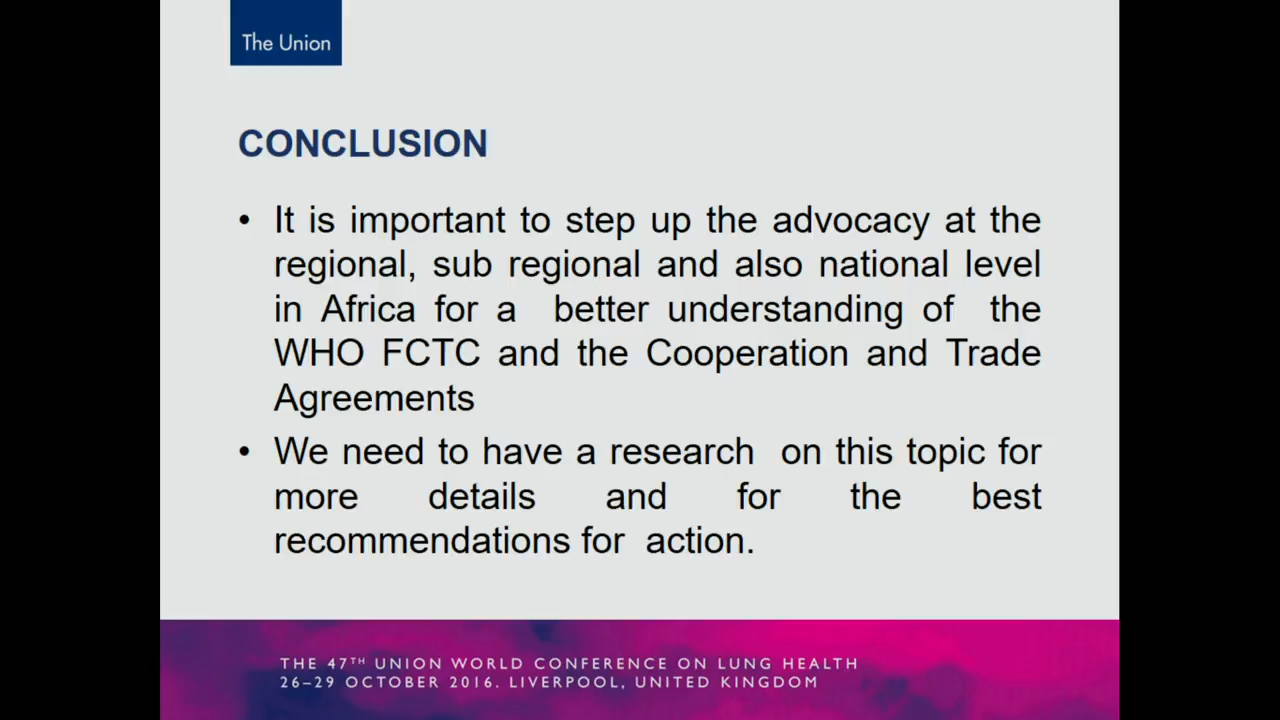 The Union
CONCLUSION
• It is important to step up the advocacy at the
regional, sub regional and also national level
in Africa for a better understanding of the
WHO FCTC and the Cooperation and Trade
Agreements
• We need to have a research on this topic for
more details and for the best
recommendations for action.
THE 47TH UNION WORLD CONFERENCE ON LUNG HEALTH
26–29 OCTOBER 2016. LIVERPOOL, UNITED KINGDOM